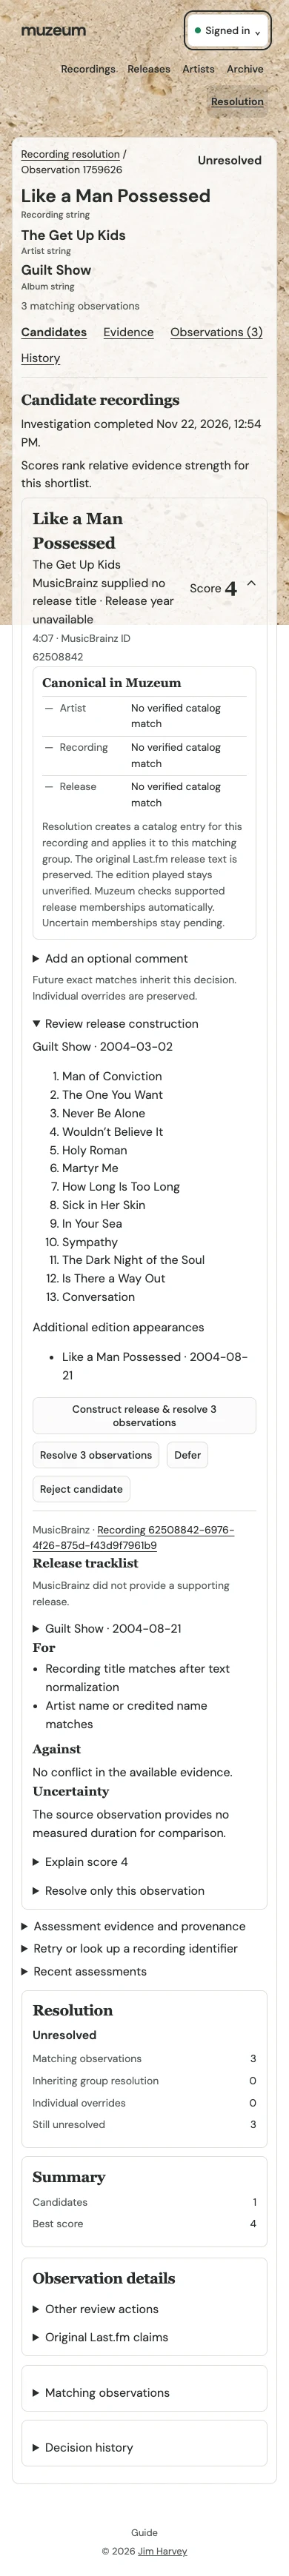 muzeum
Signed in
Recordings Releases Artists Archive
Resolution
Recording resolution /
Observation 1759626
Unresolved
Like a Man Possessed
Recording string
The Get Up Kids
Artist string
Guilt Show
Album string
3 matching observations
Candidates Evidence Observations (3)
History
Candidate recordings
Investigation completed Nov 22, 2026, 12:54
PM.
Scores rank relative evidence strength for
this shortlist.
Like a Man
Possessed
The Get Up Kids
MusicBrainz supplied no
release title · Release year
unavailable
4:07 · MusicBrainz ID
62508842
Score 4
Canonical in Muzeum
— Artist No verified catalog
match
— Recording No verified catalog
match
— Release No verified catalog
match
Resolution creates a catalog entry for this
recording and applies it to this matching
group. The original Last.fm release text is
preserved. The edition played stays
unverified. Muzeum checks supported
release memberships automatically.
Uncertain memberships stay pending.
Add an optional comment
Future exact matches inherit this decision.
Individual overrides are preserved.
Review release construction
Guilt Show · 2004-03-02
1. Man of Conviction
2. The One You Want
3. Never Be Alone
4. Wouldn’t Believe It
5. Holy Roman
6. Martyr Me
7. How Long Is Too Long
8. Sick in Her Skin
9. In Your Sea
10. Sympathy
11. The Dark Night of the Soul
12. Is There a Way Out
13. Conversation
Additional edition appearances
• Like a Man Possessed · 2004-08-
21
Construct release & resolve 3
observations
Resolve 3 observations Defer
Reject candidate
MusicBrainz · Recording 62508842-6976-
4f26-875d-f43d9f7961b9
Release tracklist
MusicBrainz did not provide a supporting
release.
Guilt Show · 2004-08-21
For
• Recording title matches after text
normalization
• Artist name or credited name
matches
Against
No conflict in the available evidence.
Uncertainty
The source observation provides no
measured duration for comparison.
Explain score 4
Resolve only this observation
Assessment evidence and provenance
Retry or look up a recording identifier
Recent assessments
Resolution
Unresolved
Matching observations 3
Inheriting group resolution 0
Individual overrides 0
Still unresolved 3
Summary
Candidates 1
Best score 4
Observation details
Other review actions
Original Last.fm claims
Matching observations
Decision history
Guide
© 2026 Jim Harvey